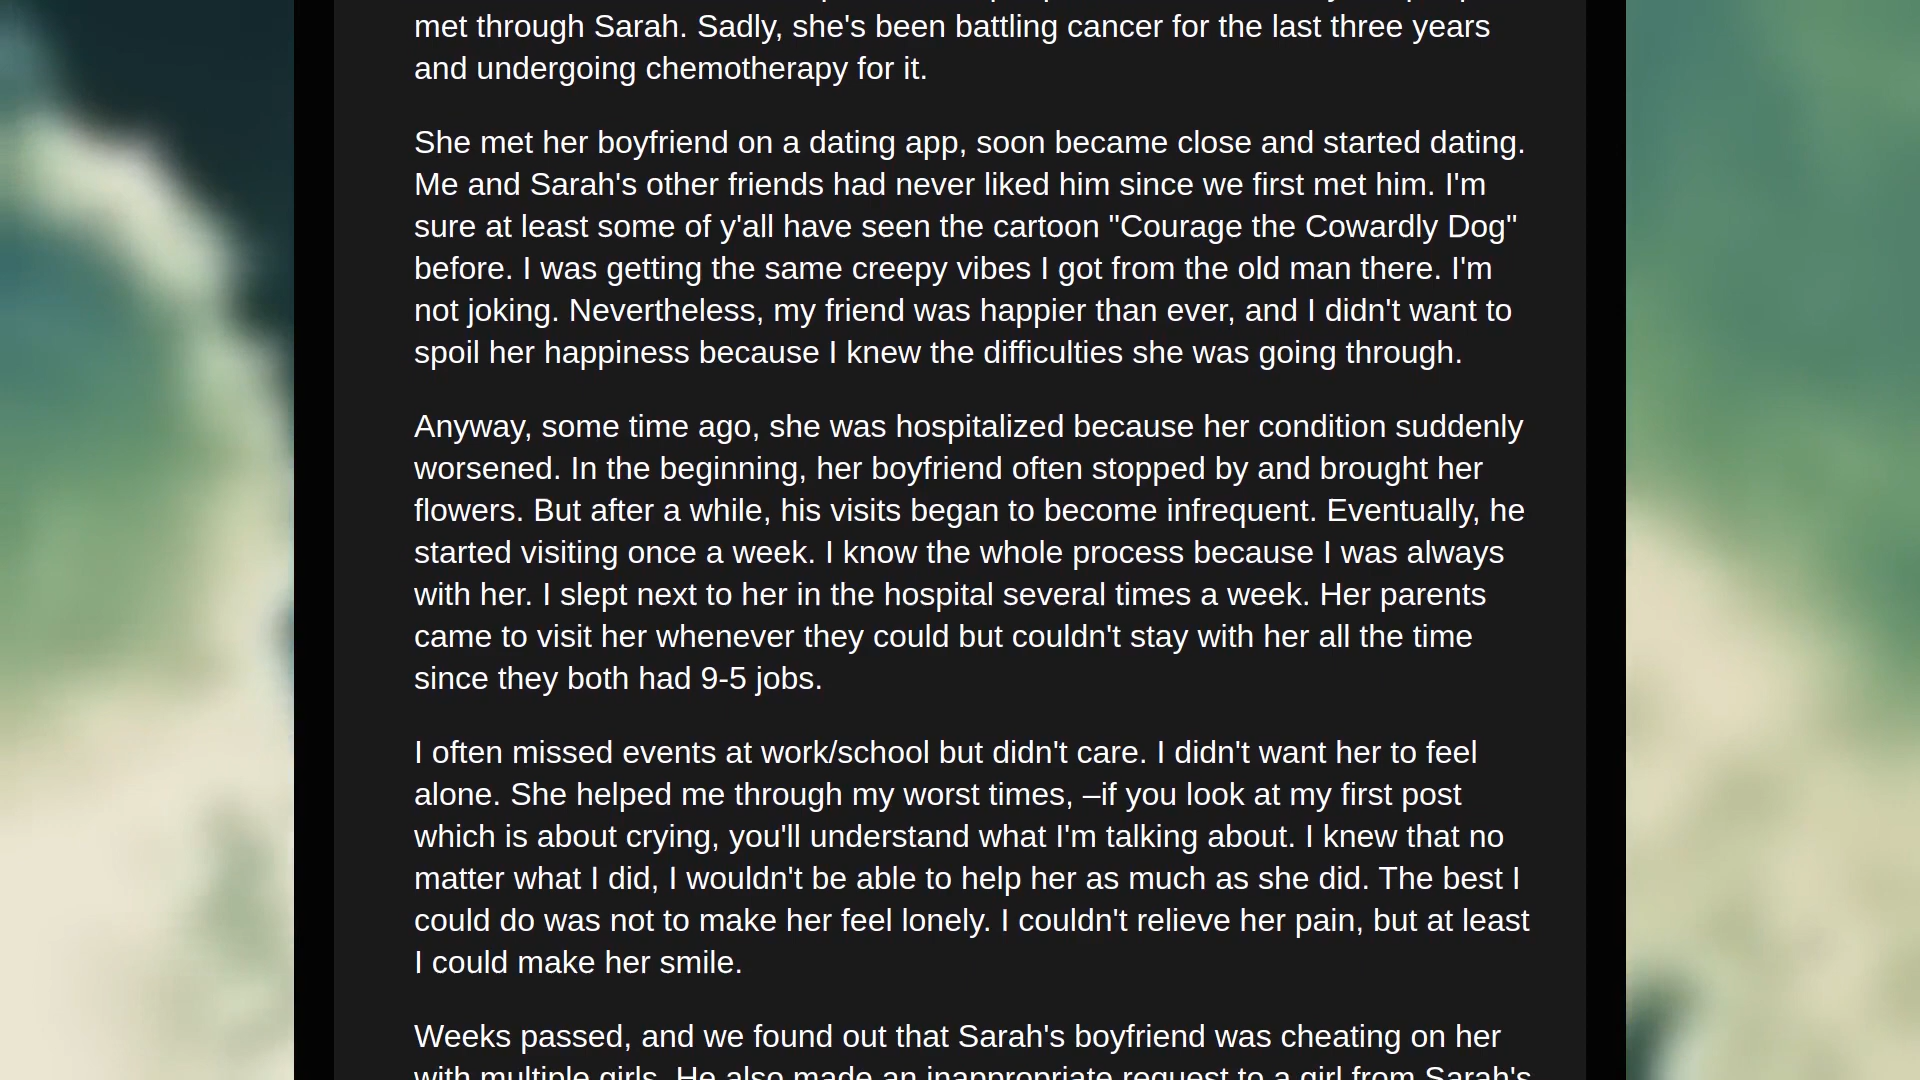 met through Sarah. Sadly, she's been battling cancer for the last three years
and undergoing chemotherapy for it.
She met her boyfriend on a dating app, soon became close and started dating.
Me and Sarah's other friends had never liked him since we first met him. I'm
sure at least some of y'all have seen the cartoon "Courage the Cowardly Dog"
before. I was getting the same creepy vibes I got from the old man there. I'm
not joking. Nevertheless, my friend was happier than ever, and I didn't want to
spoil her happiness because I knew the difficulties she was going through.
Anyway, some time ago, she was hospitalized because her condition suddenly
worsened. In the beginning, her boyfriend often stopped by and brought her
flowers. But after a while, his visits began to become infrequent. Eventually, he
started visiting once a week. I know the whole process because I was always
with her. I slept next to her in the hospital several times a week. Her parents
came to visit her whenever they could but couldn't stay with her all the time
since they both had 9-5 jobs.
I often missed events at work/school but didn't care. I didn't want her to feel
alone. She helped me through my worst times, –if you look at my first post
which is about crying, you'll understand what I'm talking about. I knew that no
matter what I did, I wouldn't be able to help her as much as she did. The best I
could do was not to make her feel lonely. I couldn't relieve her pain, but at least
I could make her smile.
Weeks passed, and we found out that Sarah's boyfriend was cheating on her
with multiple girls. He also made an inappropriate request to a girl from Sarah's